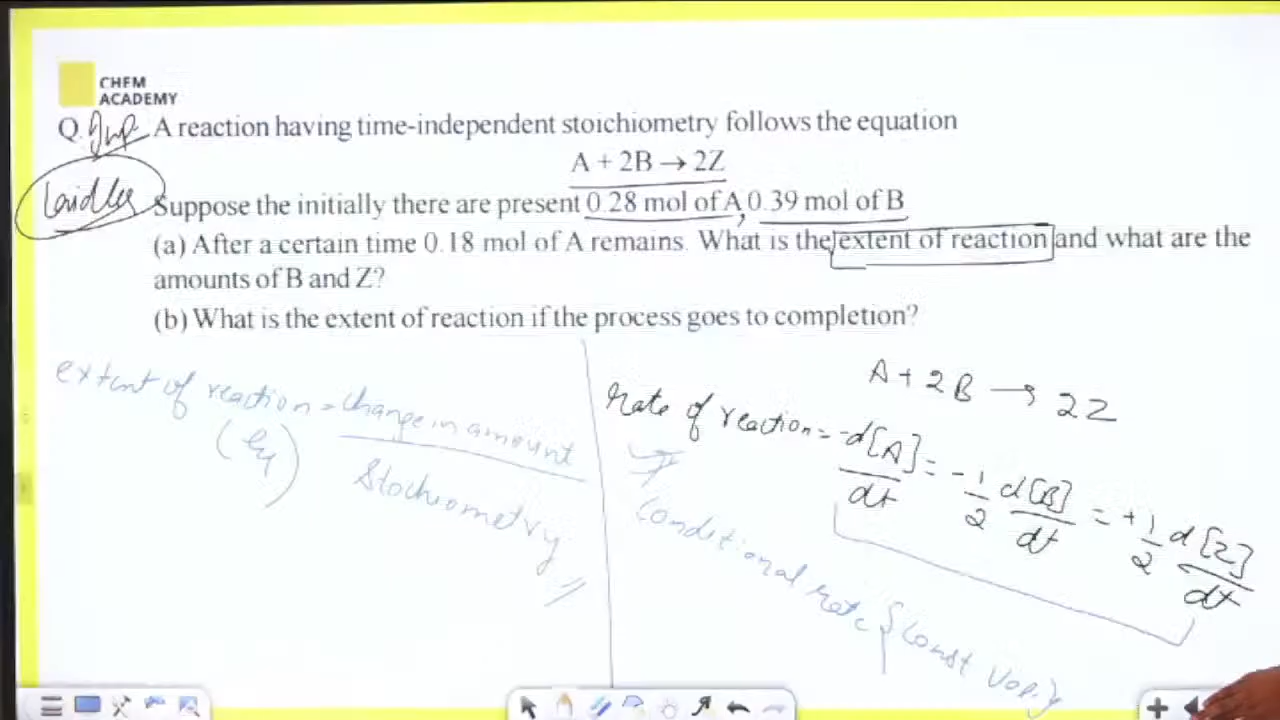 CHEM
ACADEMY
Q. Imp A reaction having time-independent stoichiometry follows the equation
A + 2B → 2Z
Laidler Suppose the initially there are present 0.28 mol of A, 0.39 mol of B
(a) After a certain time 0.18 mol of A remains. What is the extent of reaction and what are the
amounts of B and Z?
(b) What is the extent of reaction if the process goes to completion?
extent of reaction = change in amount
Stochiometry
A + 2B → 2Z
Rate of reaction = -d[A]/dt = -1/2 d[B]/dt = +1/2 d[Z]/dt
Conditional rate { Const Vol. }